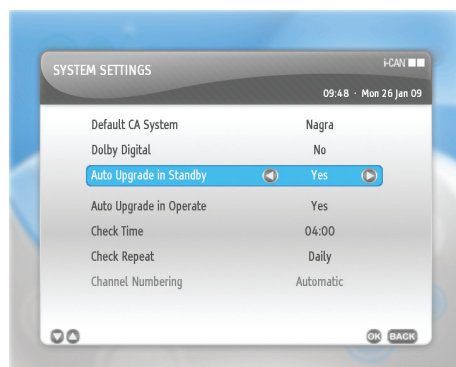 SYSTEM SETTINGS
i-CAN
09:48 · Mon 26 Jan 09
Default CA System Nagra
Dolby Digital No
Auto Upgrade in Standby Yes
Auto Upgrade in Operate Yes
Check Time 04:00
Check Repeat Daily
Channel Numbering Automatic
OK BACK